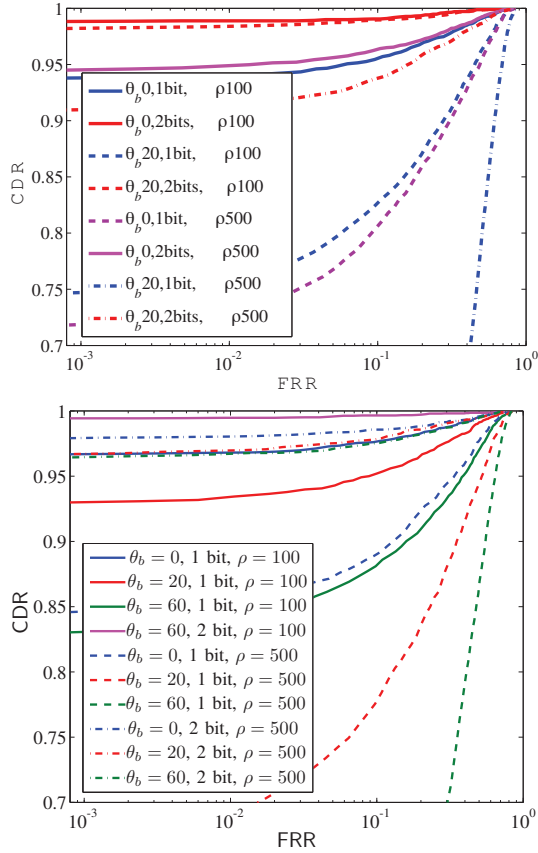 1
0.95
0.9
0.85
0.8
0.75
0.7
CDR
θb0,1bit, ρ100
θb0,2bits, ρ100
θb20,1bit, ρ100
θb20,2bits, ρ100
θb0,1bit, ρ500
θb0,2bits, ρ500
θb20,1bit, ρ500
θb20,2bits, ρ500
10-3 10-2 10-1 100
FRR
1
0.95
0.9
0.85
0.8
0.75
0.7
CDR
θb = 0, 1 bit, ρ = 100
θb = 20, 1 bit, ρ = 100
θb = 60, 1 bit, ρ = 100
θb = 60, 2 bit, ρ = 100
θb = 0, 1 bit, ρ = 500
θb = 20, 1 bit, ρ = 500
θb = 60, 1 bit, ρ = 500
θb = 0, 2 bit, ρ = 500
θb = 20, 2 bit, ρ = 500
θb = 60, 2 bit, ρ = 500
10-3 10-2 10-1 100
FRR